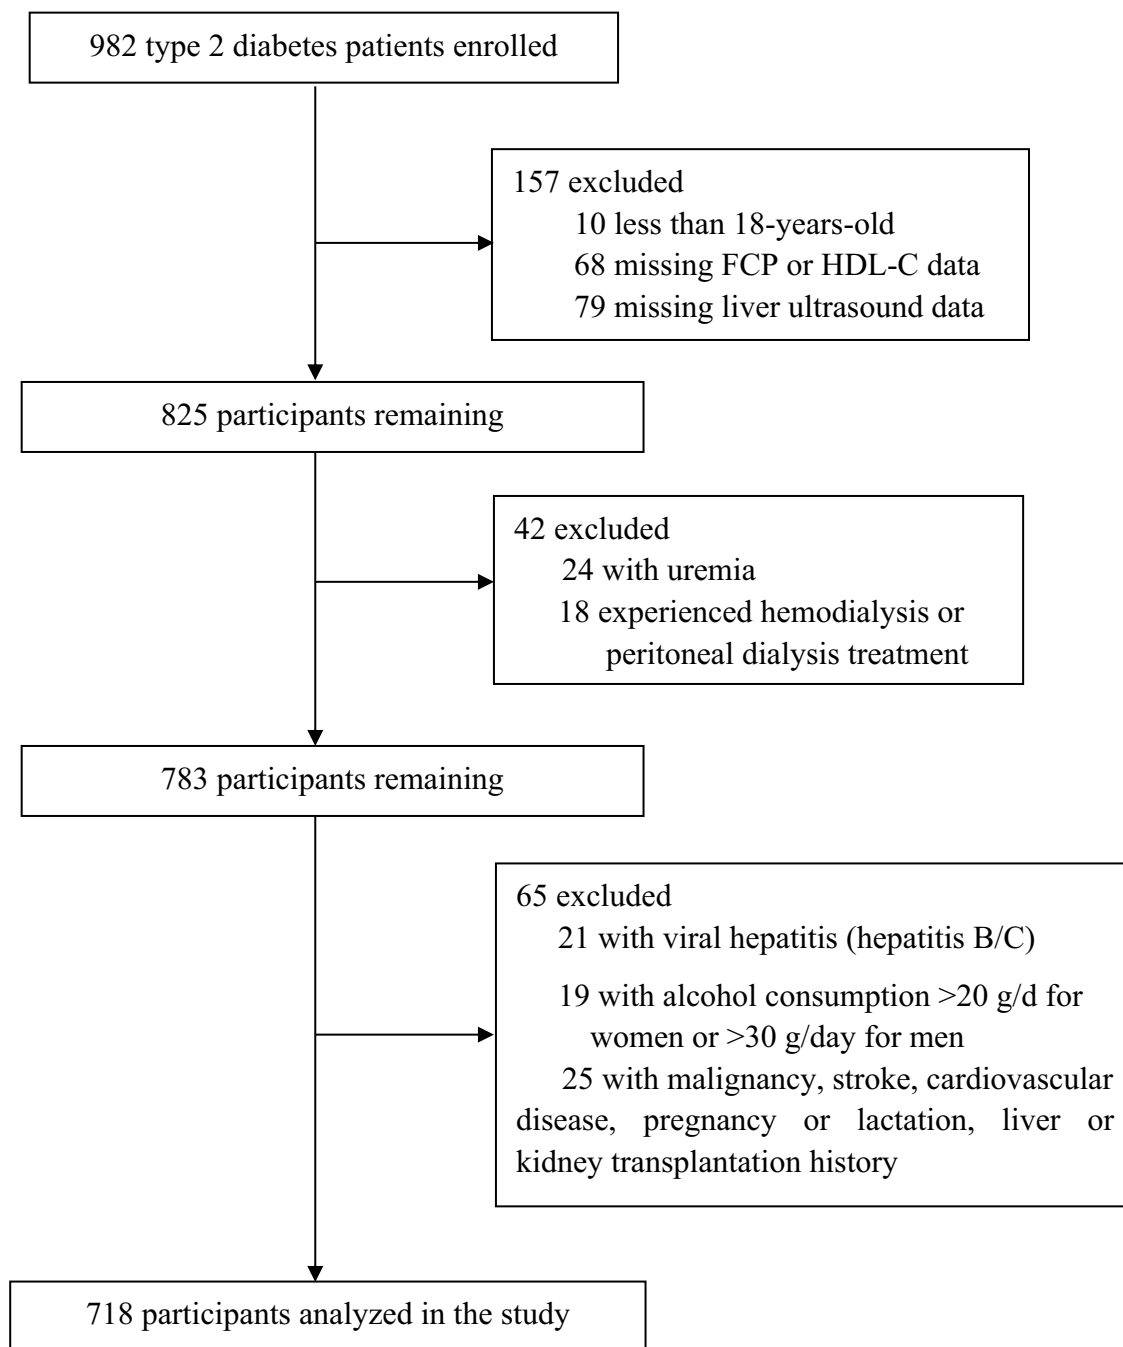 982 type 2 diabetes patients enrolled
157 excluded
10 less than 18-years-old
68 missing FCP or HDL-C data
79 missing liver ultrasound data
825 participants remaining
42 excluded
24 with uremia
18 experienced hemodialysis or
peritoneal dialysis treatment
783 participants remaining
65 excluded
21 with viral hepatitis (hepatitis B/C)
19 with alcohol consumption >20 g/d for
women or >30 g/day for men
25 with malignancy, stroke, cardiovascular
disease, pregnancy or lactation, liver or
kidney transplantation history
718 participants analyzed in the study